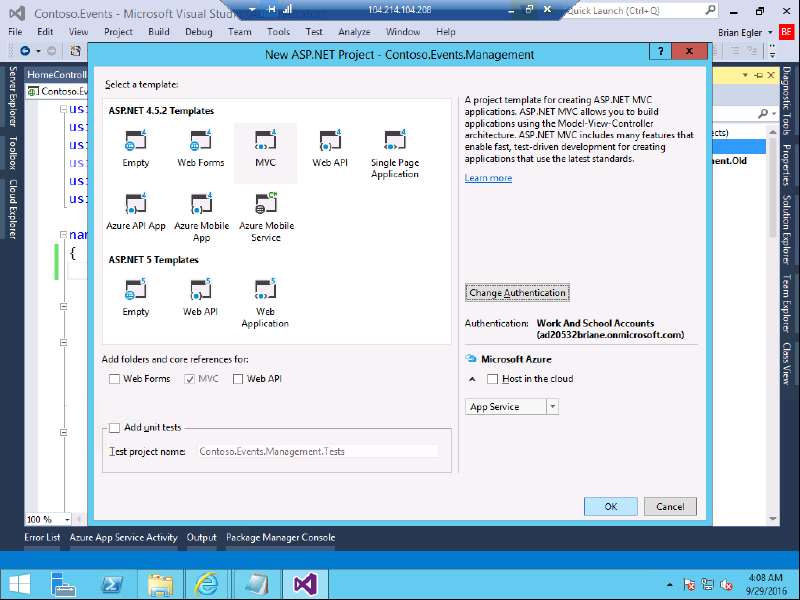 Contoso.Events - Microsoft Visual Stu
104.214.104.208
Quick Launch (Ctrl+Q)
File Edit View Project Build Debug Team Tools Test Analyze Window Help
Brian Egler
BE
New ASP.NET Project - Contoso.Events.Management
? x
HomeControll
Contoso.Ev
Server Explorer
Toolbox
Cloud Explorer
usi
usi
usi
usi
usi
usi
nam
{
100 %
Select a template:
ASP.NET 4.5.2 Templates
Empty
Web Forms
MVC
Web API
Single Page
Application
Azure API App
Azure Mobile
App
Azure Mobile
Service
ASP.NET 5 Templates
Empty
Web API
Web
Application
Add folders and core references for:
Web Forms
MVC
Web API
Add unit tests
Test project name: Contoso.Events.Management.Tests
A project template for creating ASP.NET MVC
applications. ASP.NET MVC allows you to build
applications using the Model-View-Controller
architecture. ASP.NET MVC includes many features that
enable fast, test-driven development for creating
applications that use the latest standards.
Learn more
Change Authentication
Authentication: Work And School Accounts
(ad20532briane.onmicrosoft.com)
Microsoft Azure
Host in the cloud
App Service
OK
Cancel
ects)
ment.Old
Diagnostic Tools
Properties
Solution Explorer
Team Explorer
Class View
Error List Azure App Service Activity Output Package Manager Console
4:08 AM
9/29/2016